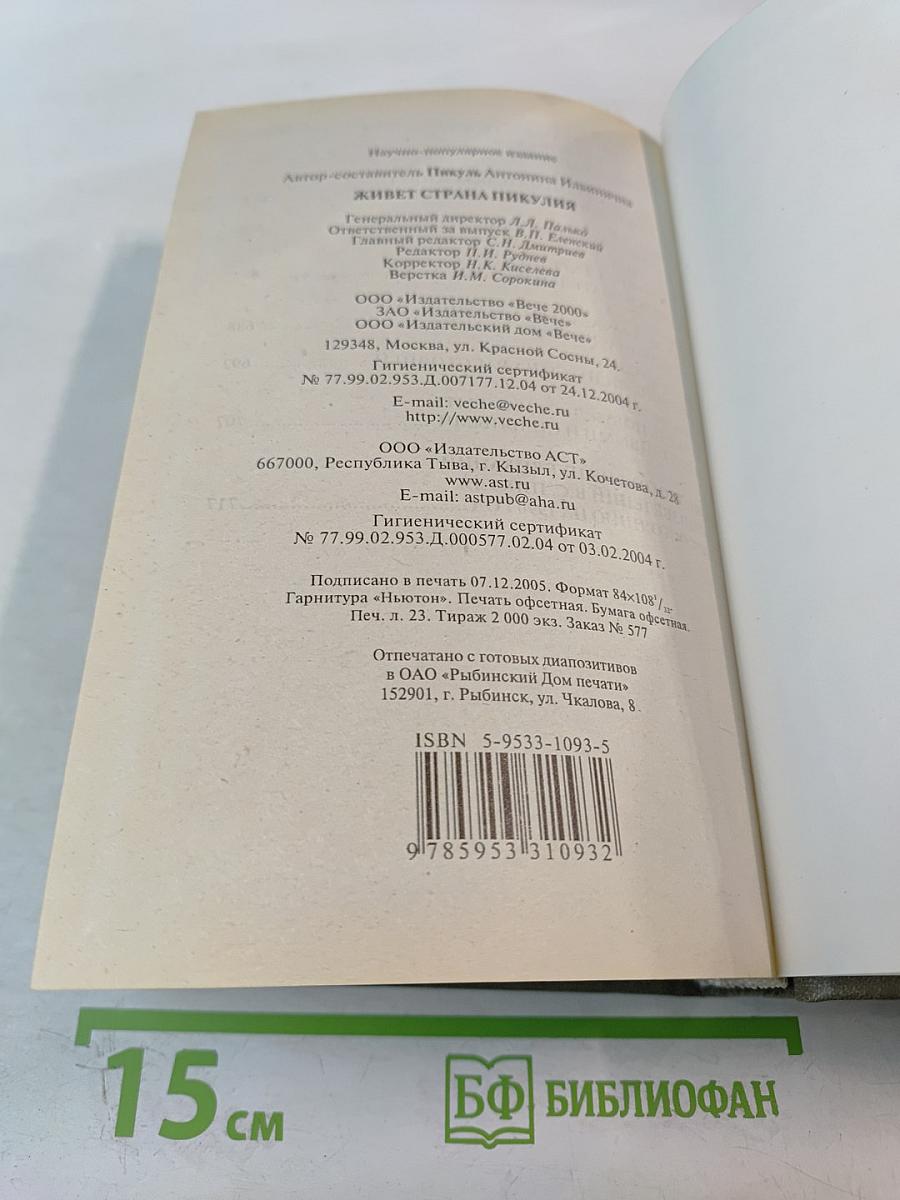 Научно-популярное издание
Автор-составитель Пикуль Антонина Ильинична
ЖИВЕТ СТРАНА ПИКУЛИЯ
Генеральный директор Л.Л. Палько
Ответственный за выпуск В.П. Еленский
Главный редактор С.Н. Дмитриев
Редактор П.И. Руднев
Корректор Н.К. Киселева
Верстка И.М. Сорокина
ООО «Издательство «Вече 2000»
ЗАО «Издательство «Вече»
ООО «Издательский дом «Вече»
129348, Москва, ул. Красной Сосны, 24.
Гигиенический сертификат
№ 77.99.02.953.Д.007177.12.04 от 24.12.2004 г.
E-mail: veche@veche.ru
http://www.veche.ru
ООО «Издательство АСТ»
667000, Республика Тыва, г. Кызыл, ул. Кочетова, д. 28
www.ast.ru
E-mail: astpub@aha.ru
Гигиенический сертификат
№ 77.99.02.953.Д.000577.02.04 от 03.02.2004 г.
Подписано в печать 07.12.2005. Формат 84×108¹/₃₂.
Гарнитура «Ньютон». Печать офсетная. Бумага офсетная.
Печ. л. 23. Тираж 2 000 экз. Заказ № 577
Отпечатано с готовых диапозитивов
в ОАО «Рыбинский Дом печати»
152901, г. Рыбинск, ул. Чкалова, 8.
ISBN 5-9533-1093-5
9 785953 310932
15 см
БФ БИБЛИОФАН